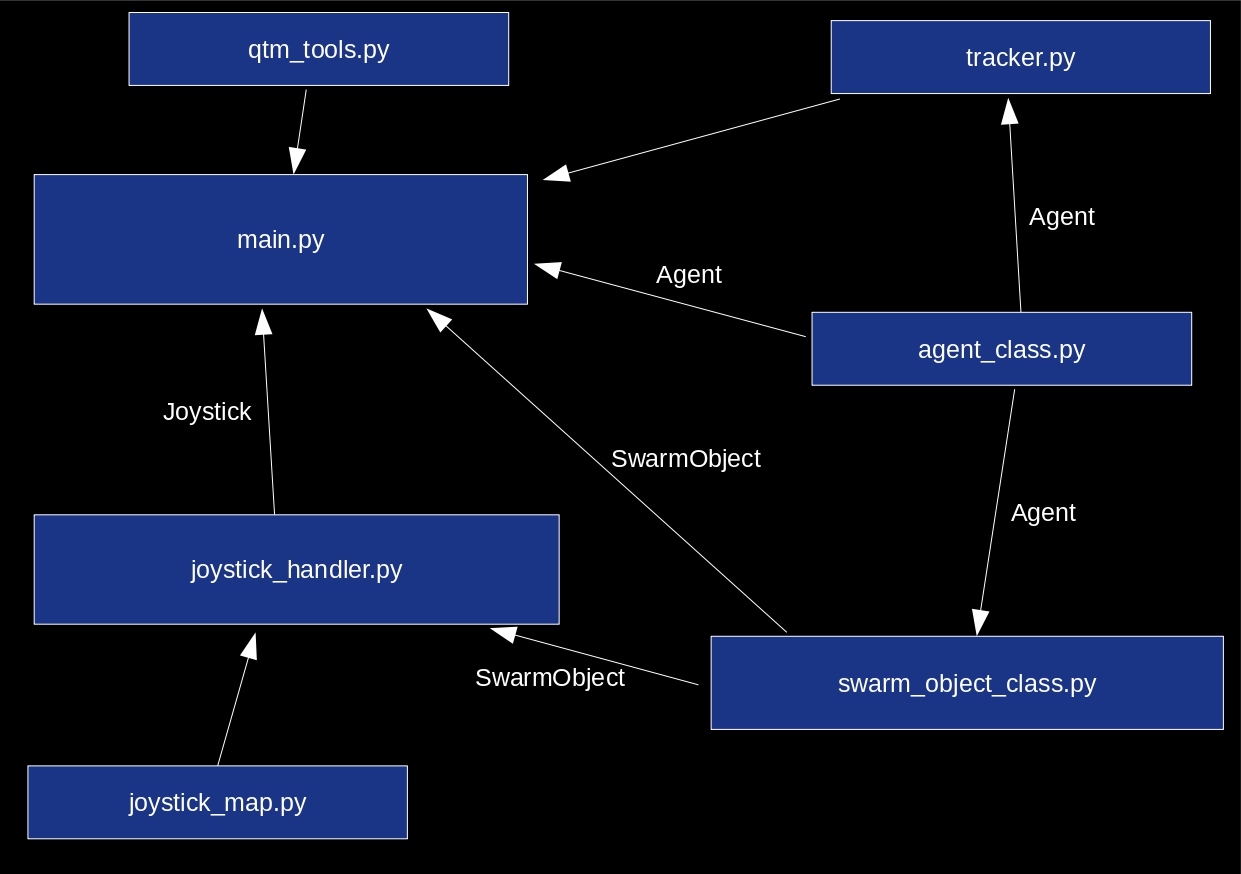 qtm_tools.py
tracker.py
main.py
Agent
Agent
agent_class.py
Joystick
SwarmObject
Agent
joystick_handler.py
SwarmObject
swarm_object_class.py
joystick_map.py